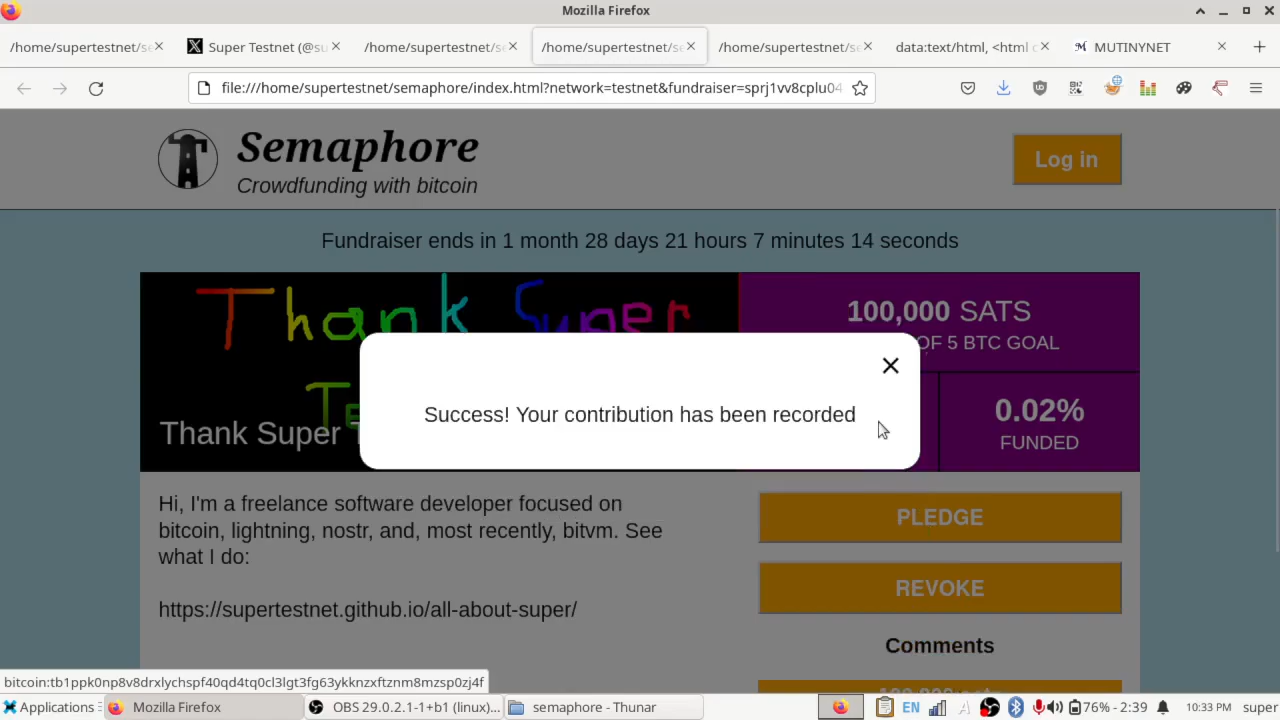 Mozilla Firefox
/home/supertestnet/se
Super Testnet (@su
/home/supertestnet/se
/home/supertestnet/se
/home/supertestnet/se
data:text/html, <html c
MUTINYNET
file:///home/supertestnet/semaphore/index.html?network=testnet&fundraiser=sprj1vv8cplu04
Semaphore
Crowdfunding with bitcoin
Log in
Fundraiser ends in 1 month 28 days 21 hours 7 minutes 14 seconds
Thank Super
Te
Thank Super T
100,000 SATS
OF 5 BTC GOAL
0.02%
FUNDED
Success! Your contribution has been recorded
Hi, I'm a freelance software developer focused on
bitcoin, lightning, nostr, and, most recently, bitvm. See
what I do:
https://supertestnet.github.io/all-about-super/
PLEDGE
REVOKE
Comments
100,000 sats
bitcoin:tb1ppk0np8v8drxlychspf40qd4tq0cl3lgt3fg63ykknzxftznm8mzsp0zj4f
Applications
Mozilla Firefox
OBS 29.0.2.1-1+b1 (linux)...
semaphore - Thunar
EN
76% - 2:39
10:33 PM
super